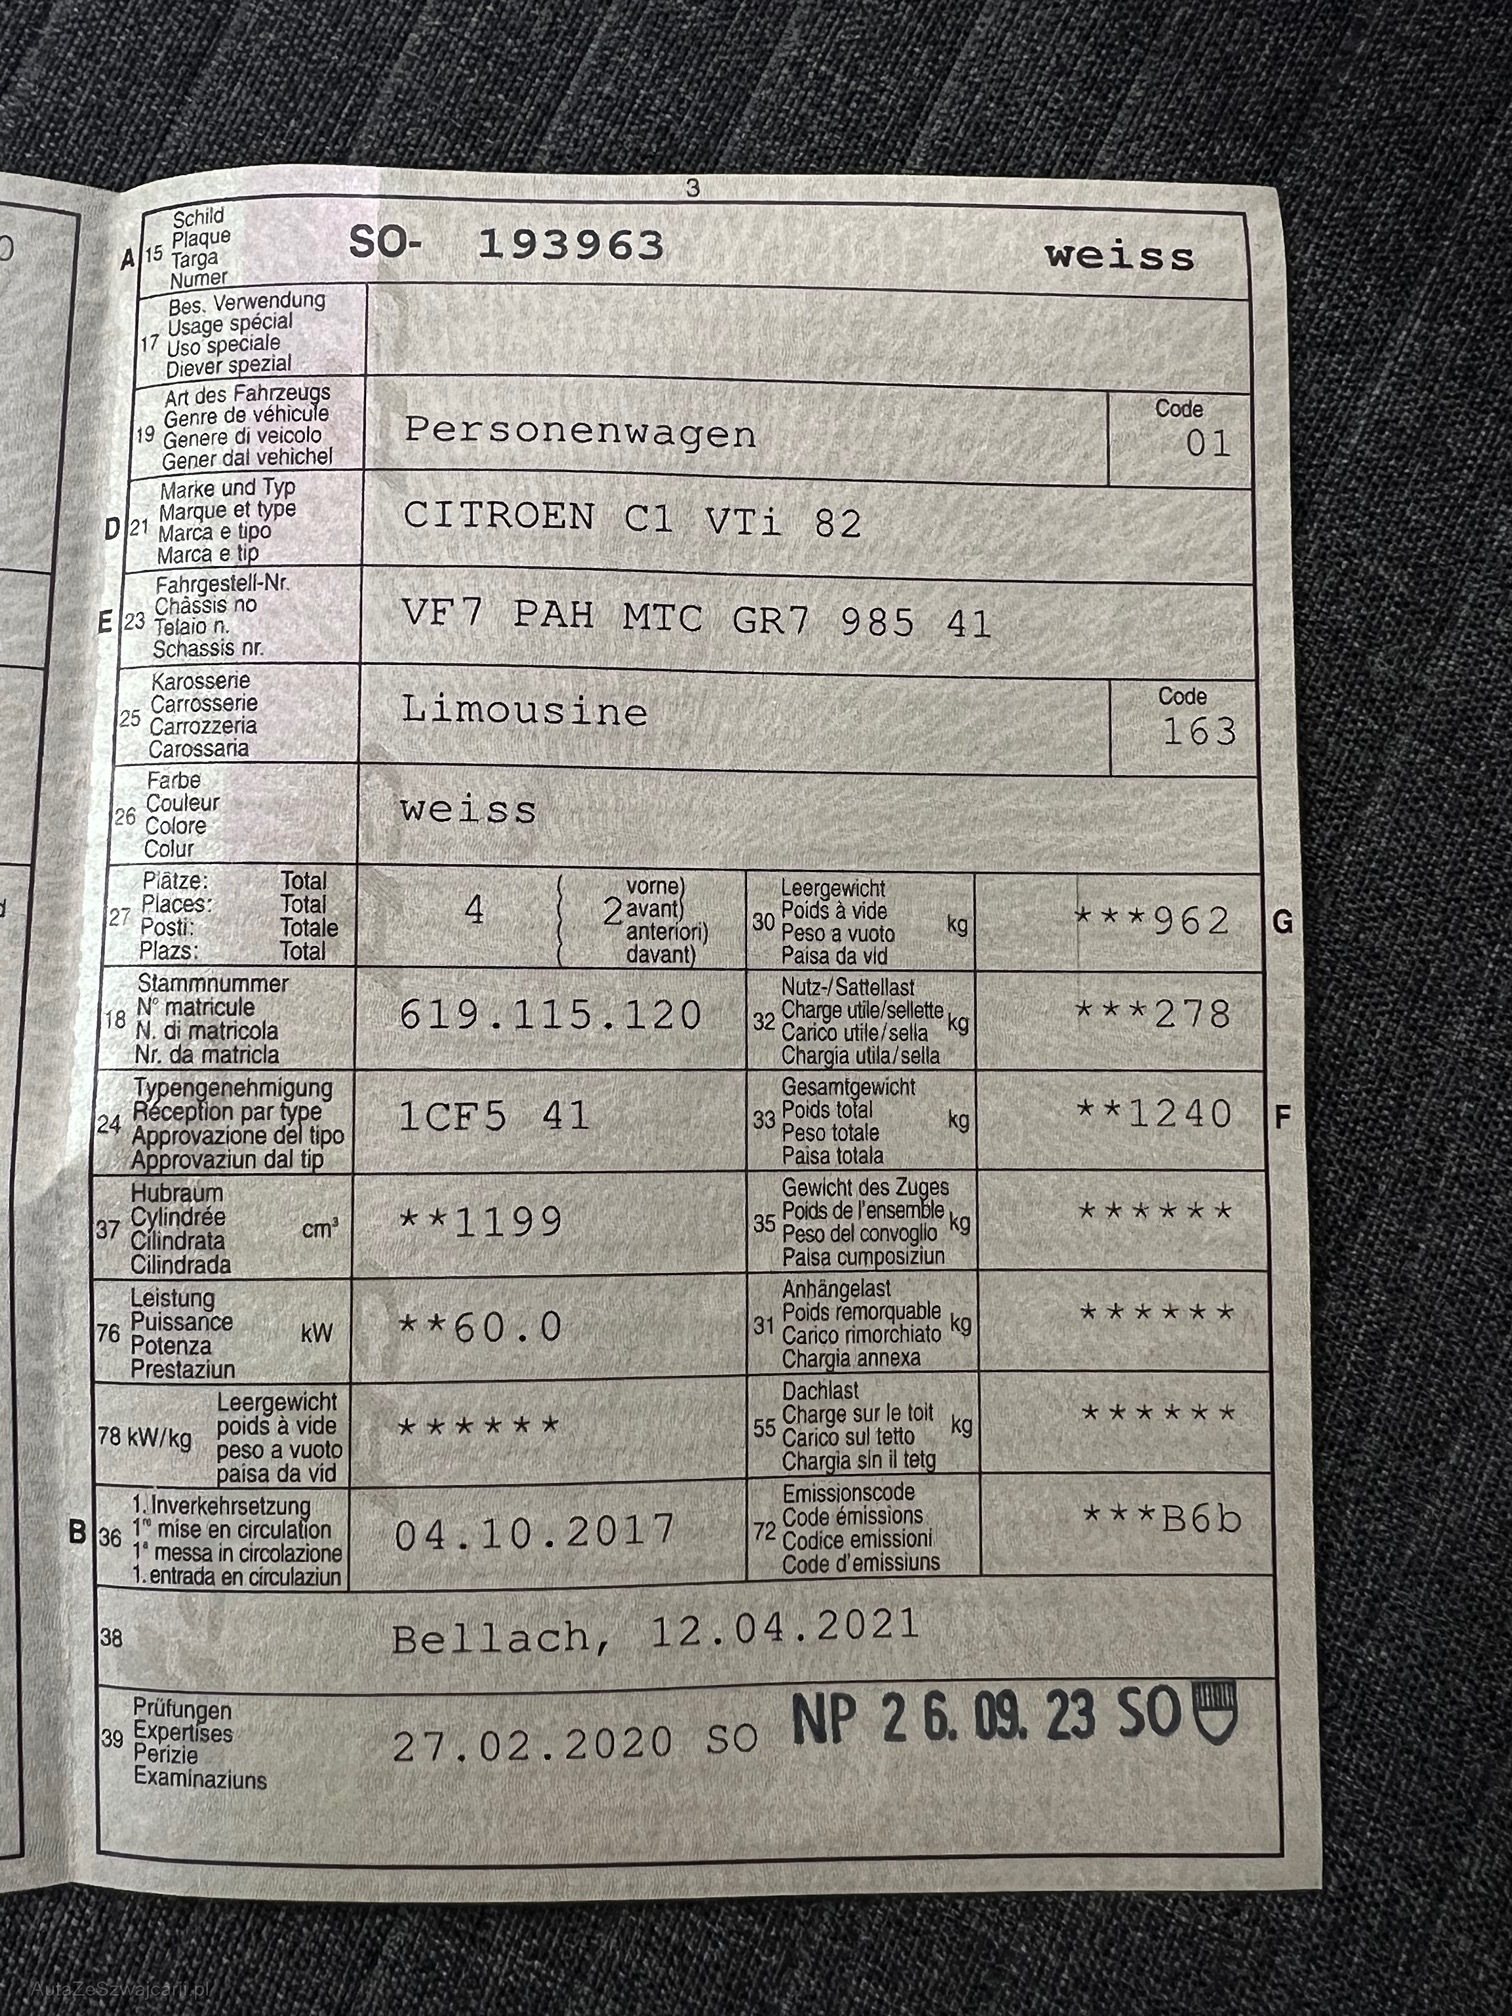 3
A 15 Schild
Plaque
Targa
Numer
SO- 193963 weiss
17 Bes. Verwendung
Usage spécial
Uso speciale
Diever spezial
19 Art des Fahrzeugs
Genre de véhicule
Genere di veicolo
Gener dal vehichel
Personenwagen
Code
01
D 21 Marke und Typ
Marque et type
Marca e tipo
Marca e tip
CITROEN C1 VTi 82
E 23 Fahrgestell-Nr.
Châssis no
Telaio n.
Schassis nr.
VF7 PAH MTC GR7 985 41
25 Karosserie
Carrosserie
Carrozzeria
Carossaria
Limousine
Code
163
26 Farbe
Couleur
Colore
Colur
weiss
27 Plätze: Total
Places: Total
Posti: Totale
Plazs: Total
4 2 vorne)
avant)
anteriori)
davant)
30 Leergewicht
Poids à vide
Peso a vuoto
Paisa da vid
kg
***962 G
18 Stammnummer
N° matricule
N. di matricola
Nr. da matricla
619.115.120
32 Nutz-/Sattellast
Charge utile/sellette
Carico utile/sella
Chargia utila/sella
kg
***278
24 Typengenehmigung
Réception par type
Approvazione del tipo
Approvaziun dal tip
1CF5 41
33 Gesamtgewicht
Poids total
Peso totale
Paisa totala
kg
**1240 F
37 Hubraum
Cylindrée
Cilindrata
Cilindrada
cm³
**1199
35 Gewicht des Zuges
Poids de l'ensemble
Peso del convoglio
Paisa cumposiziun
kg
******
76 Leistung
Puissance
Potenza
Prestaziun
kW
**60.0
31 Anhängelast
Poids remorquable
Carico rimorchiato
Chargia annexa
kg
******
78 kW/kg Leergewicht
poids à vide
peso a vuoto
paisa da vid
******
55 Dachlast
Charge sur le toit
Carico sul tetto
Chargia sin il tetg
kg
******
B 36 1. Inverkehrsetzung
1re mise en circulation
1a messa in circolazione
1. entrada en circulaziun
04.10.2017
72 Emissionscode
Code émissions
Codice emissioni
Code d'emissiuns
***B6b
38 Bellach, 12.04.2021
39 Prüfungen
Expertises
Perizie
Examinaziuns
27.02.2020 SO NP 26.09.23 SO
AutaZeSzwajcarii.pl